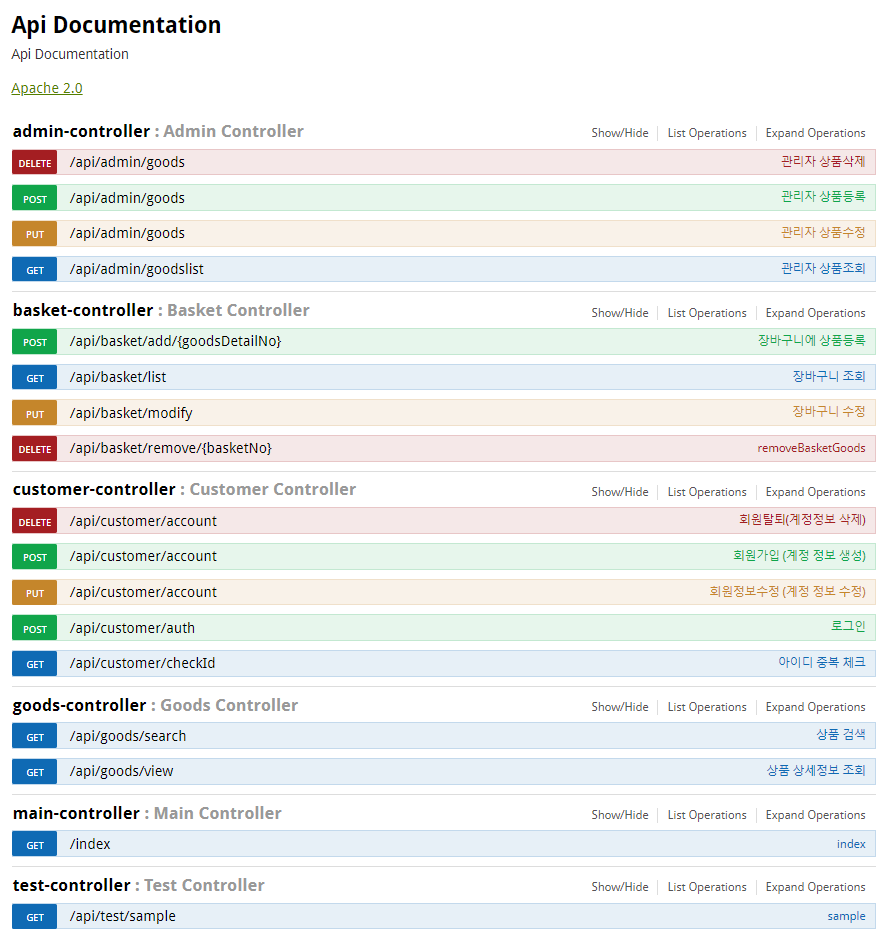 Api Documentation
Api Documentation
Apache 2.0
admin-controller : Admin Controller Show/Hide List Operations Expand Operations
DELETE /api/admin/goods 관리자 상품삭제
POST /api/admin/goods 관리자 상품등록
PUT /api/admin/goods 관리자 상품수정
GET /api/admin/goodslist 관리자 상품조회
basket-controller : Basket Controller Show/Hide List Operations Expand Operations
POST /api/basket/add/{goodsDetailNo} 장바구니에 상품등록
GET /api/basket/list 장바구니 조회
PUT /api/basket/modify 장바구니 수정
DELETE /api/basket/remove/{basketNo} removeBasketGoods
customer-controller : Customer Controller Show/Hide List Operations Expand Operations
DELETE /api/customer/account 회원탈퇴(계정정보 삭제)
POST /api/customer/account 회원가입 (계정 정보 생성)
PUT /api/customer/account 회원정보수정 (계정 정보 수정)
POST /api/customer/auth 로그인
GET /api/customer/checkId 아이디 중복 체크
goods-controller : Goods Controller Show/Hide List Operations Expand Operations
GET /api/goods/search 상품 검색
GET /api/goods/view 상품 상세정보 조회
main-controller : Main Controller Show/Hide List Operations Expand Operations
GET /index index
test-controller : Test Controller Show/Hide List Operations Expand Operations
GET /api/test/sample sample